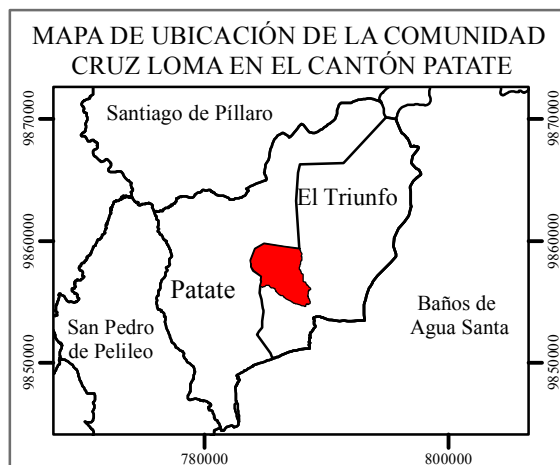 MAPA DE UBICACIÓN DE LA COMUNIDAD
CRUZ LOMA EN EL CANTÓN PATATE
9870000
9870000
Santiago de Píllaro
El Triunfo
9860000
9860000
Patate
Baños de
Agua Santa
San Pedro
de Pelileo
9850000
9850000
780000
800000